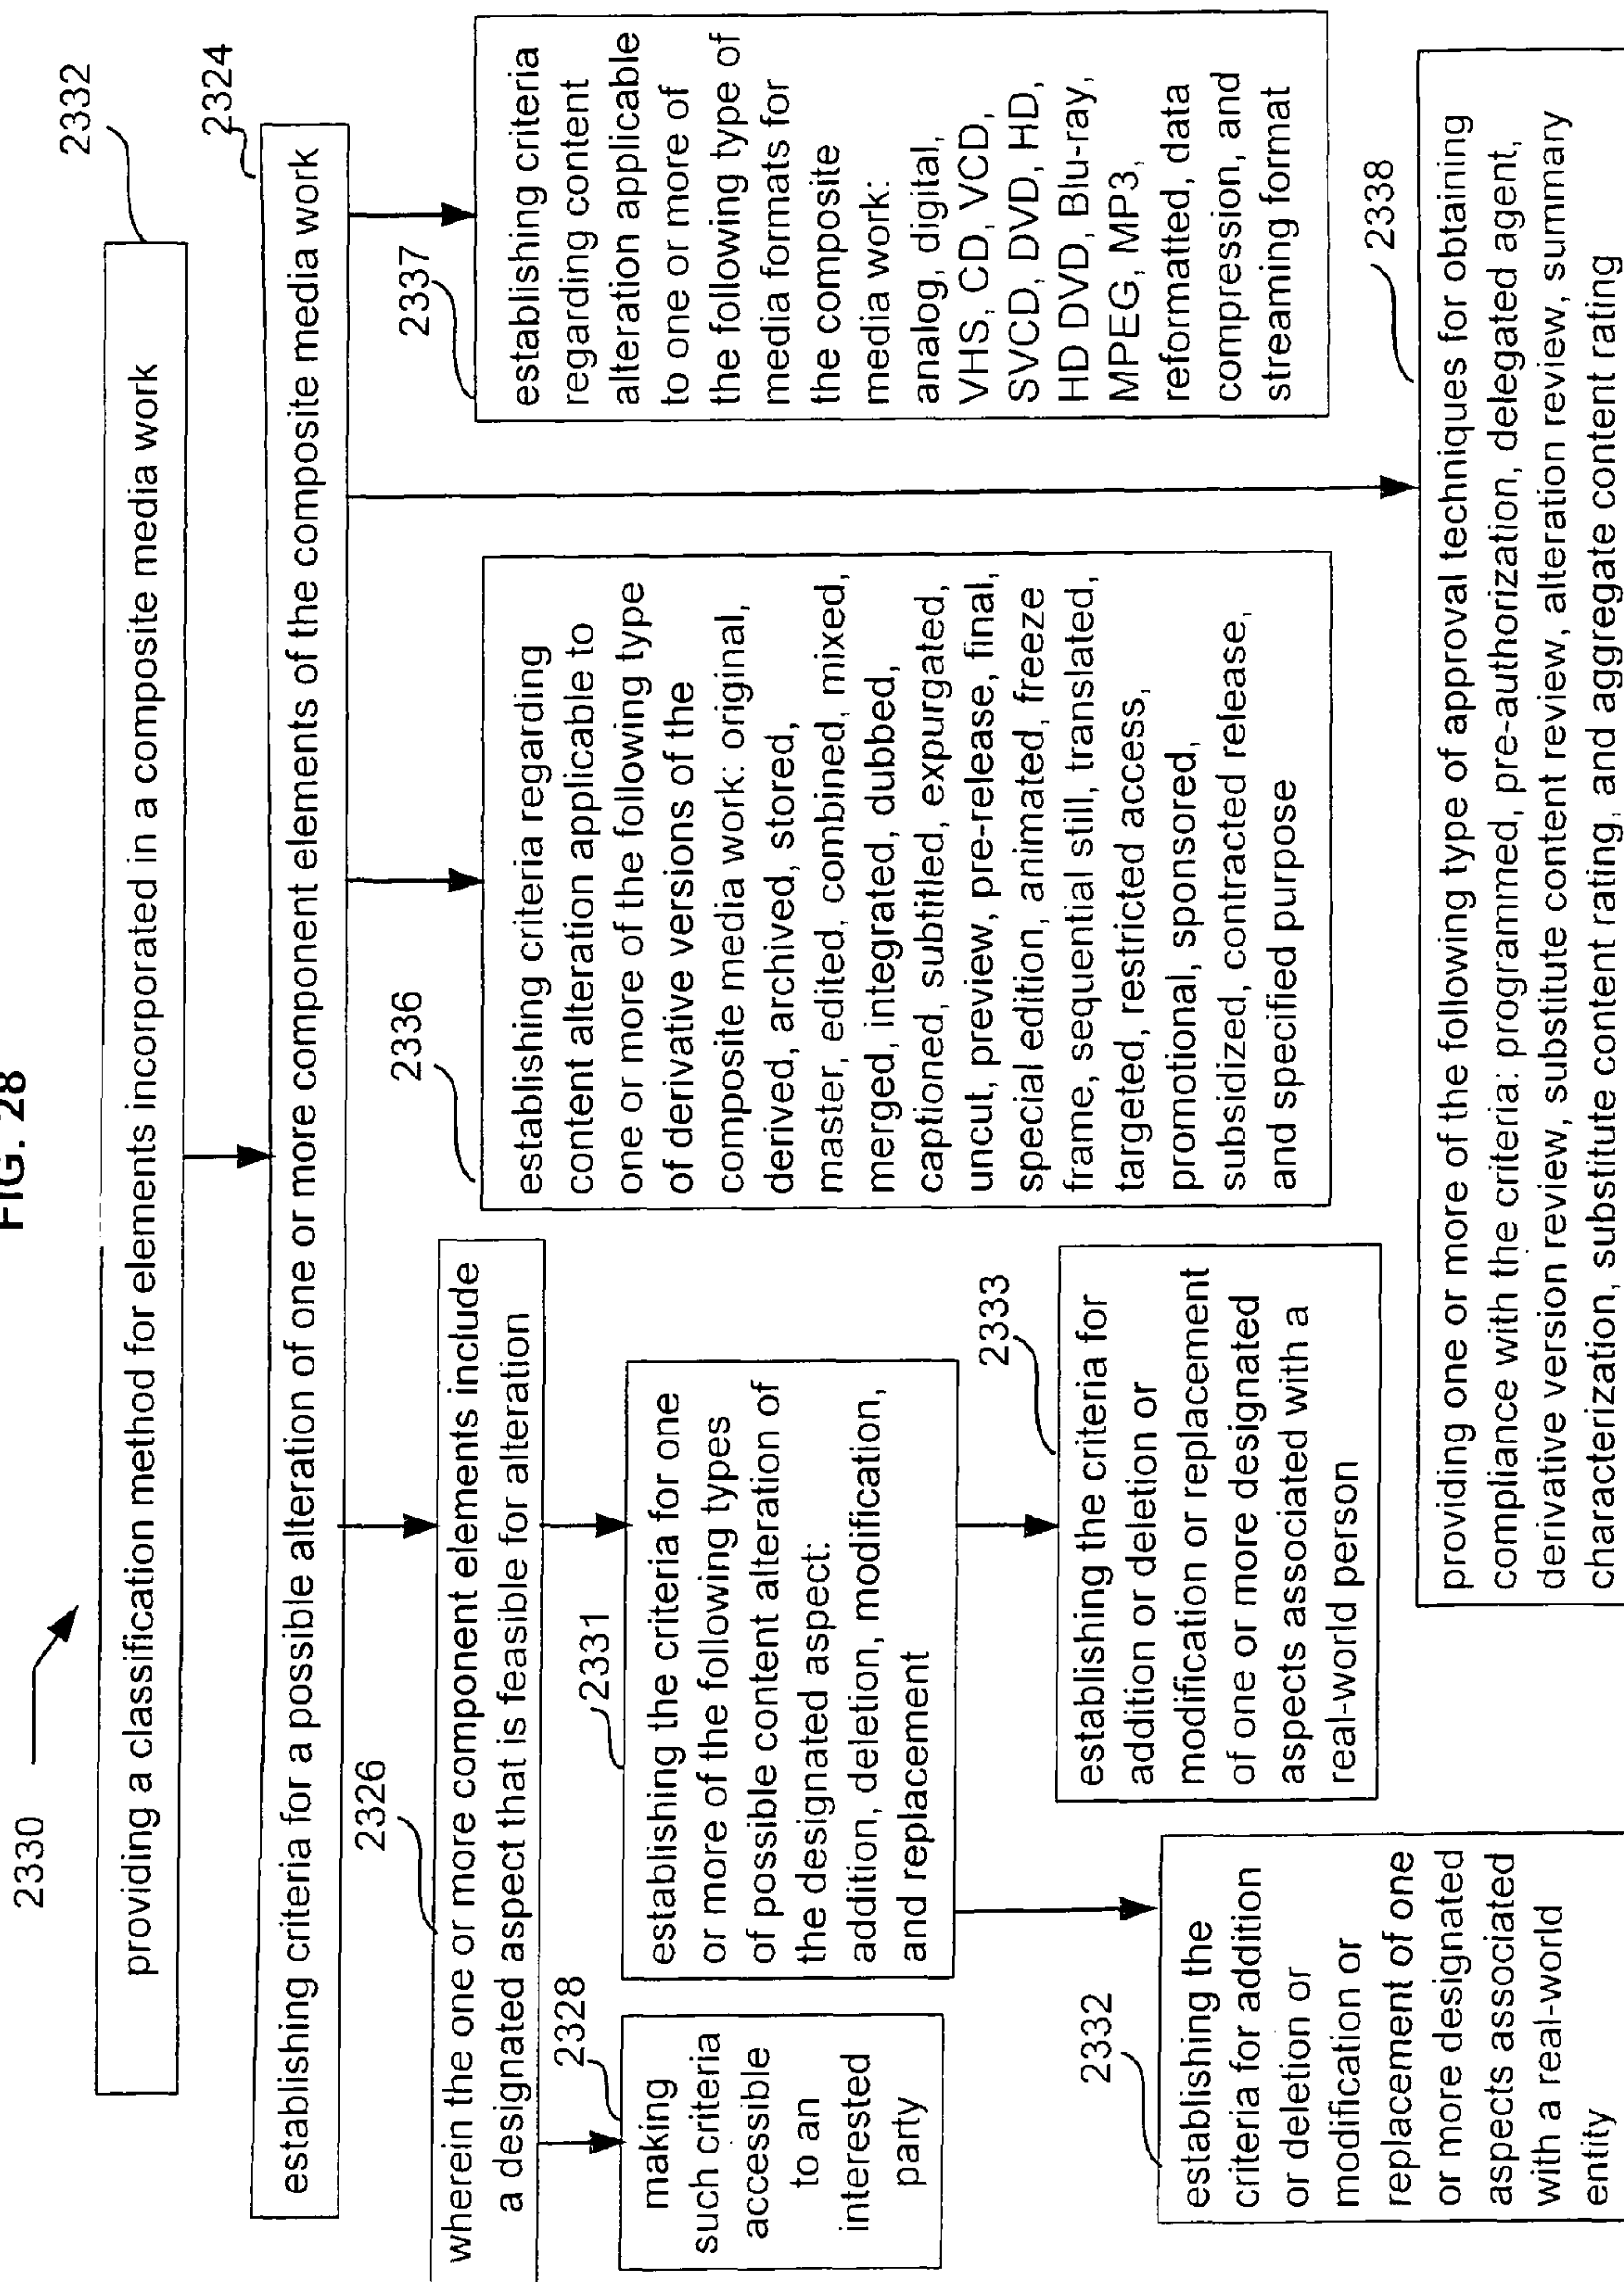 FIG. 28
2330
2332
providing a classification method for elements incorporated in a composite media work
2324
establishing criteria for a possible alteration of one or more component elements of the composite media work
2326
wherein the one or more component elements include
a designated aspect that is feasible for alteration
2328
making
such criteria
accessible
to an
interested
party
2331
establishing the criteria for one
or more of the following types
of possible content alteration of
the designated aspect:
addition, deletion, modification,
and replacement
2332
establishing the
criteria for addition
or deletion or
modification or
replacement of one
or more designated
aspects associated
with a real-world
entity
2333
establishing the criteria for
addition or deletion or
modification or replacement
of one or more designated
aspects associated with a
real-world person
2336
establishing criteria regarding
content alteration applicable to
one or more of the following type
of derivative versions of the
composite media work: original,
derived, archived, stored,
master, edited, combined, mixed,
merged, integrated, dubbed,
captioned, subtitled, expurgated,
uncut, preview, pre-release, final,
special edition, animated, freeze
frame, sequential still, translated,
targeted, restricted access,
promotional, sponsored,
subsidized, contracted release,
and specified purpose
2337
establishing criteria
regarding content
alteration applicable
to one or more of
the following type of
media formats for
the composite
media work:
analog, digital,
VHS, CD, VCD,
SVCD, DVD, HD,
HD DVD, Blu-ray,
MPEG, MP3,
reformatted, data
compression, and
streaming format
2338
providing one or more of the following type of approval techniques for obtaining
compliance with the criteria: programmed, pre-authorization, delegated agent,
derivative version review, substitute content review, alteration review, summary
characterization, substitute content rating, and aggregate content rating